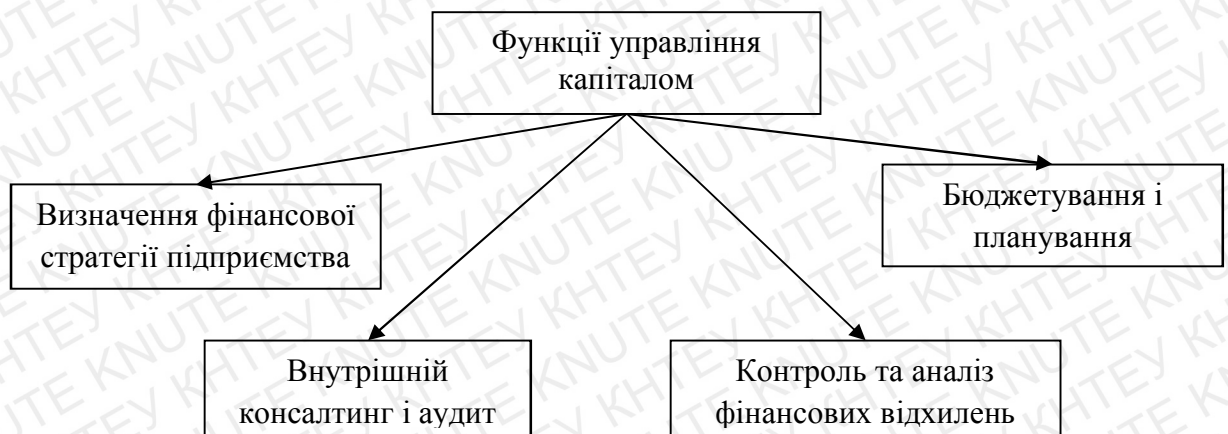 Функції управління
капіталом
Визначення фінансової
стратегії підприємства
Бюджетування і
планування
Внутрішній
консалтинг і аудит
Контроль та аналіз
фінансових відхилень